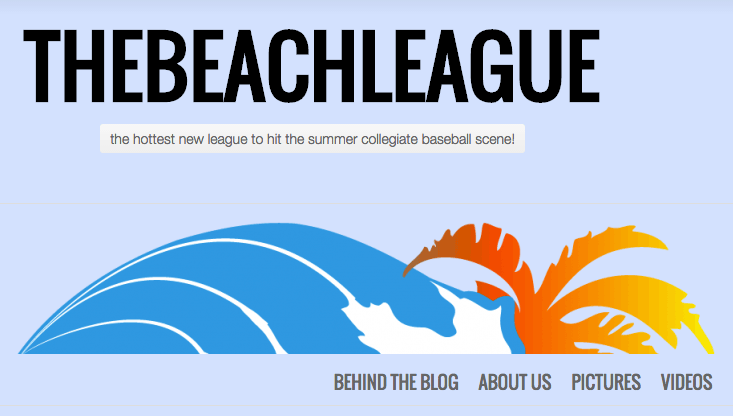 THEBEACHLEAGUE
the hottest new league to hit the summer collegiate baseball scene!
BEHIND THE BLOG ABOUT US PICTURES VIDEOS